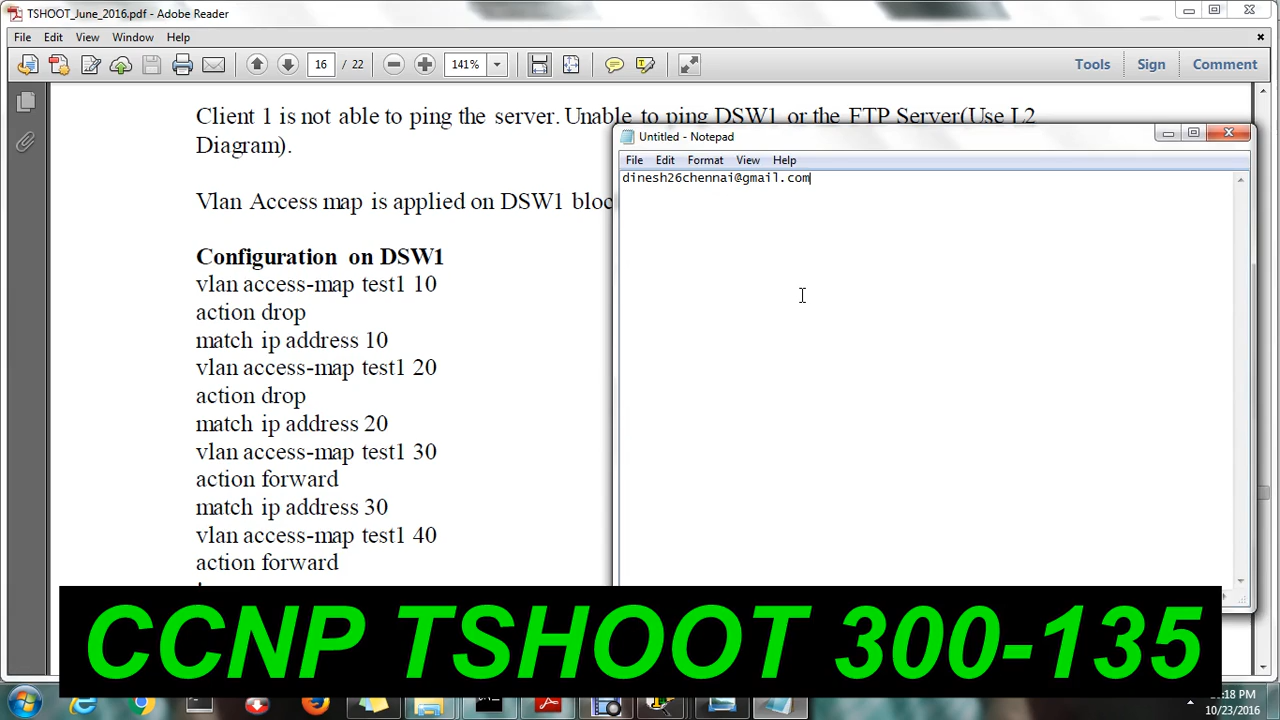 TSHOOT_June_2016.pdf - Adobe Reader
File Edit View Window Help
16 / 22 141% Tools Sign Comment
Client 1 is not able to ping the server. Unable to ping DSW1 or the FTP Server(Use L2
Diagram).
Vlan Access map is applied on DSW1
Configuration on DSW1
vlan access-map test1 10
action drop
match ip address 10
vlan access-map test1 20
action drop
match ip address 20
vlan access-map test1 30
action forward
match ip address 30
vlan access-map test1 40
action forward
Untitled - Notepad
File Edit Format View Help
dinesh26chennai@gmail.com
CCNP TSHOOT 300-135
10/23/2016